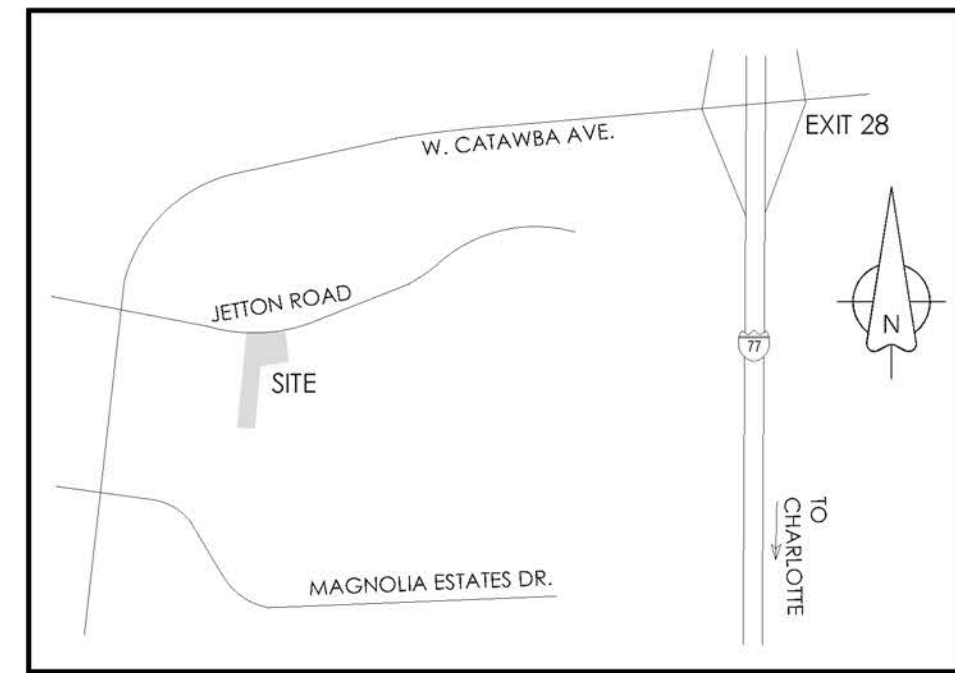 W. CATAWBA AVE.
EXIT 28
JETTON ROAD
N
77
SITE
TO
CHARLOTTE
MAGNOLIA ESTATES DR.